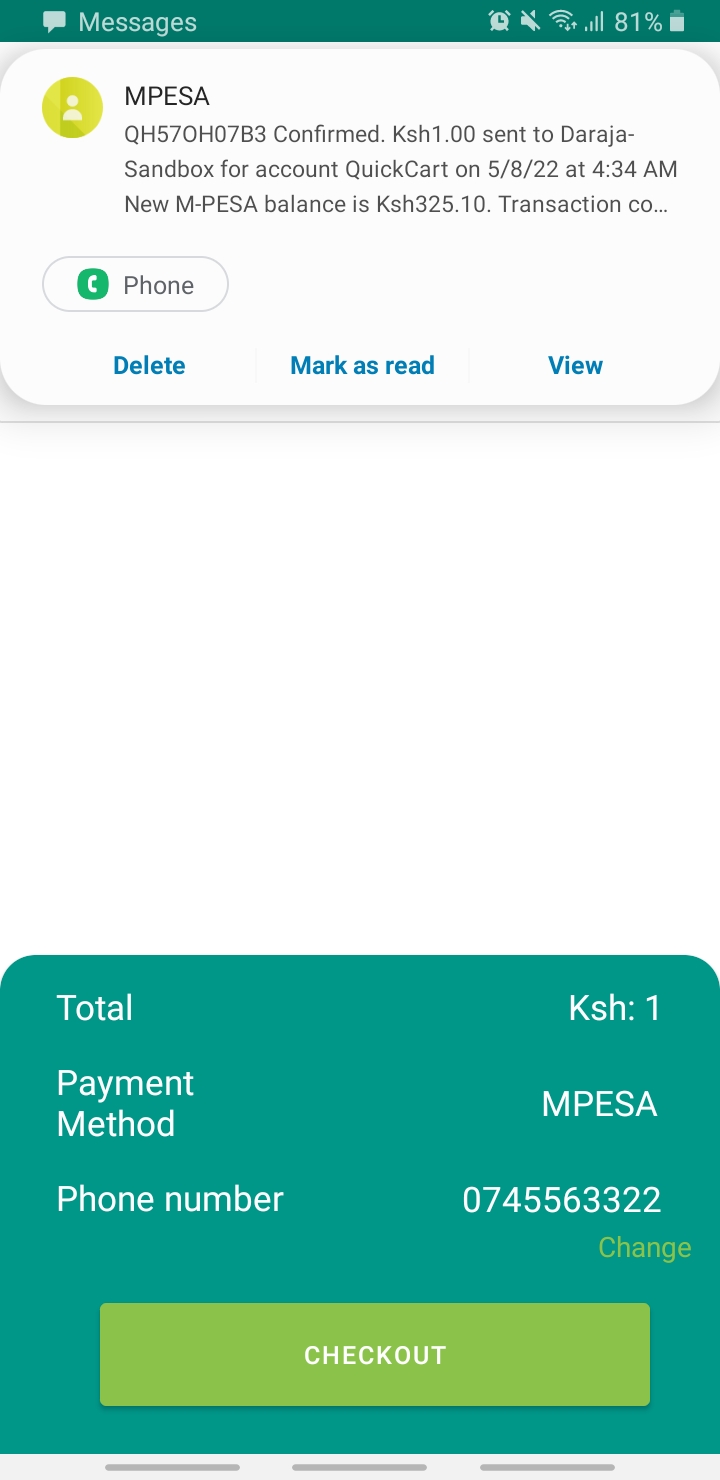 Messages 81%
MPESA
QH57OH07B3 Confirmed. Ksh1.00 sent to Daraja-
Sandbox for account QuickCart on 5/8/22 at 4:34 AM
New M-PESA balance is Ksh325.10. Transaction co…
Phone
Delete Mark as read View
Total Ksh: 1
Payment
Method
MPESA
Phone number 0745563322
Change
CHECKOUT